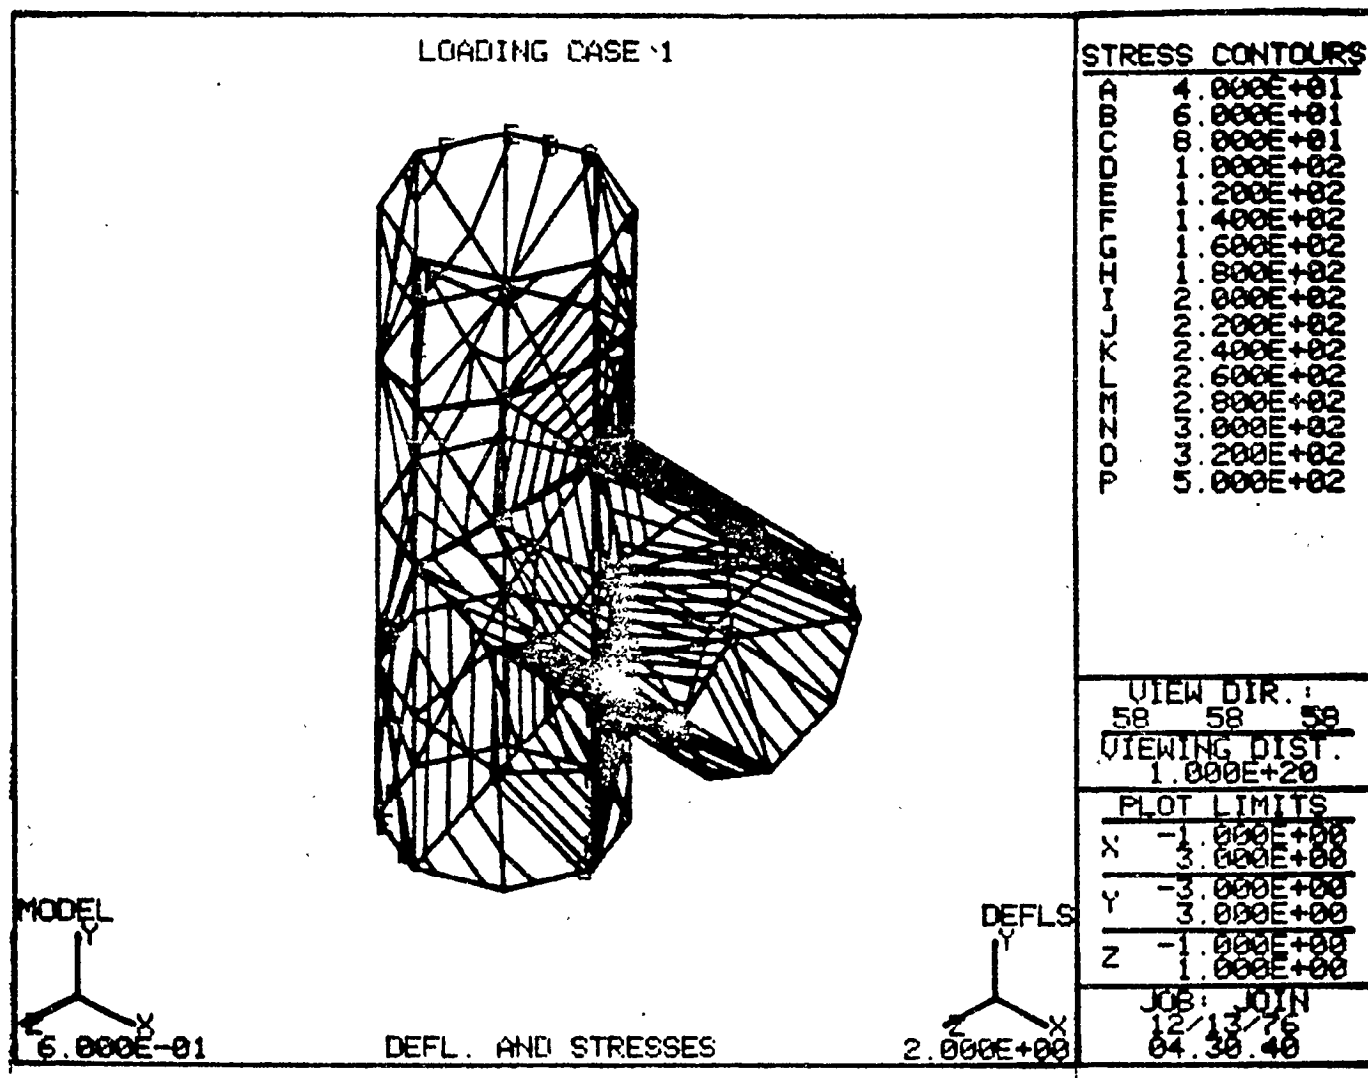 LOADING CASE 1
STRESS CONTOURS
A 4.000E+01
B 6.000E+01
C 8.000E+01
D 1.000E+02
E 1.200E+02
F 1.400E+02
G 1.600E+02
H 1.800E+02
I 2.000E+02
J 2.200E+02
K 2.400E+02
L 2.600E+02
M 2.800E+02
N 3.000E+02
O 3.200E+02
P 5.000E+02
VIEW DIR. :
58 58 58
VIEWING DIST.
1.000E+20
PLOT LIMITS
X -1.000E+00
3.000E+00
Y -3.000E+00
3.000E+00
Z -1.000E+00
1.000E+00
JOB: JOIN
12/13/76
04.30.40
MODEL
Y
Z X
6.000E-01
DEFL. AND STRESSES
DEFLS
Y
Z X
2.000E+00